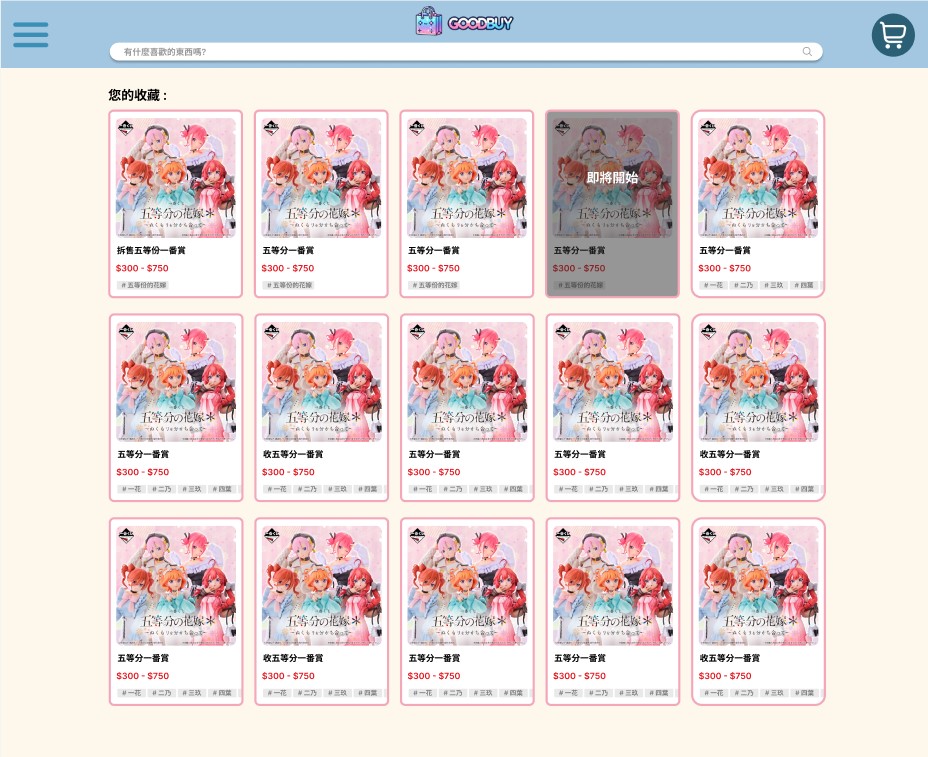 GOODBUY
有什麼喜歡的東西嗎?
您的收藏 :
五等分の花嫁*
拆售五等份一番賞
$300 - $750
# 五等份的花嫁
五等分の花嫁*
五等分一番賞
$300 - $750
# 五等份的花嫁
五等分の花嫁*
五等分一番賞
$300 - $750
# 五等份的花嫁
即將開始
五等分の花嫁*
五等分一番賞
$300 - $750
# 五等份的花嫁
五等分の花嫁*
五等分一番賞
$300 - $750
# 一花 # 二乃 # 三玖 # 四葉
五等分の花嫁*
五等分一番賞
$300 - $750
# 一花 # 二乃 # 三玖 # 四葉
五等分の花嫁*
收五等分一番賞
$300 - $750
# 一花 # 二乃 # 三玖 # 四葉
五等分の花嫁*
五等分一番賞
$300 - $750
# 一花 # 二乃 # 三玖 # 四葉
五等分の花嫁*
五等分一番賞
$300 - $750
# 一花 # 二乃 # 三玖 # 四葉
五等分の花嫁*
收五等分一番賞
$300 - $750
# 一花 # 二乃 # 三玖 # 四葉
五等分の花嫁*
五等分一番賞
$300 - $750
# 一花 # 二乃 # 三玖 # 四葉
五等分の花嫁*
收五等分一番賞
$300 - $750
# 一花 # 二乃 # 三玖 # 四葉
五等分の花嫁*
五等分一番賞
$300 - $750
# 一花 # 二乃 # 三玖 # 四葉
五等分の花嫁*
五等分一番賞
$300 - $750
# 一花 # 二乃 # 三玖 # 四葉
五等分の花嫁*
收五等分一番賞
$300 - $750
# 一花 # 二乃 # 三玖 # 四葉